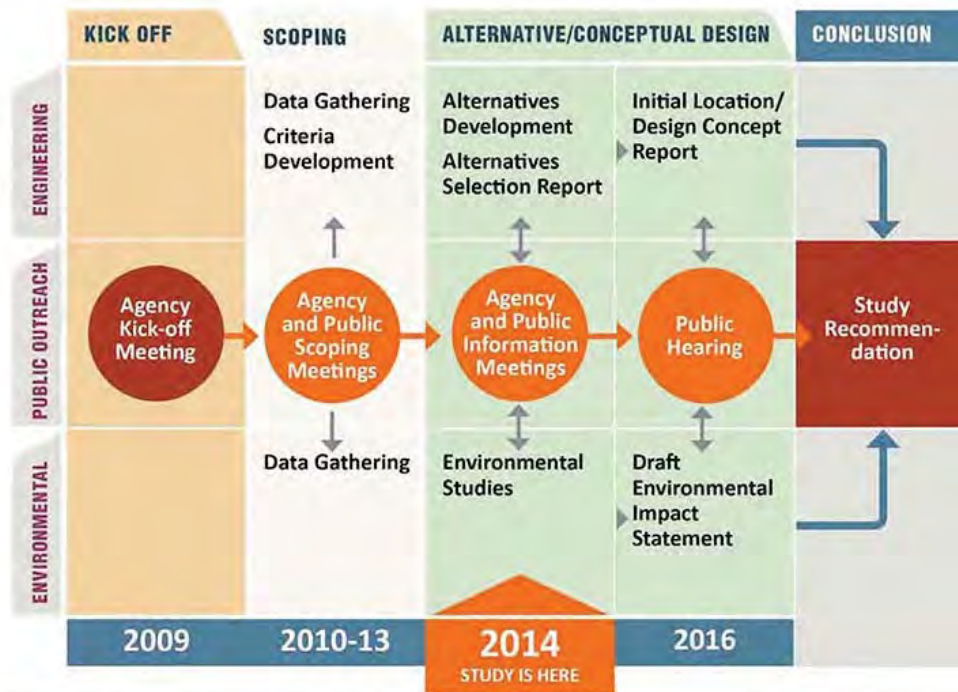 KICK OFF
SCOPING
ALTERNATIVE/CONCEPTUAL DESIGN
CONCLUSION
ENGINEERING
Data Gathering
Criteria
Development
Alternatives
Development
Alternatives
Selection Report
Initial Location/
Design Concept
Report
PUBLIC OUTREACH
Agency
Kick-off
Meeting
Agency
and Public
Scoping
Meetings
Agency
and Public
Information
Meetings
Public
Hearing
Study
Recommen-
dation
ENVIRONMENTAL
Data Gathering
Environmental
Studies
Draft
Environmental
Impact
Statement
2009
2010-13
2014
STUDY IS HERE
2016